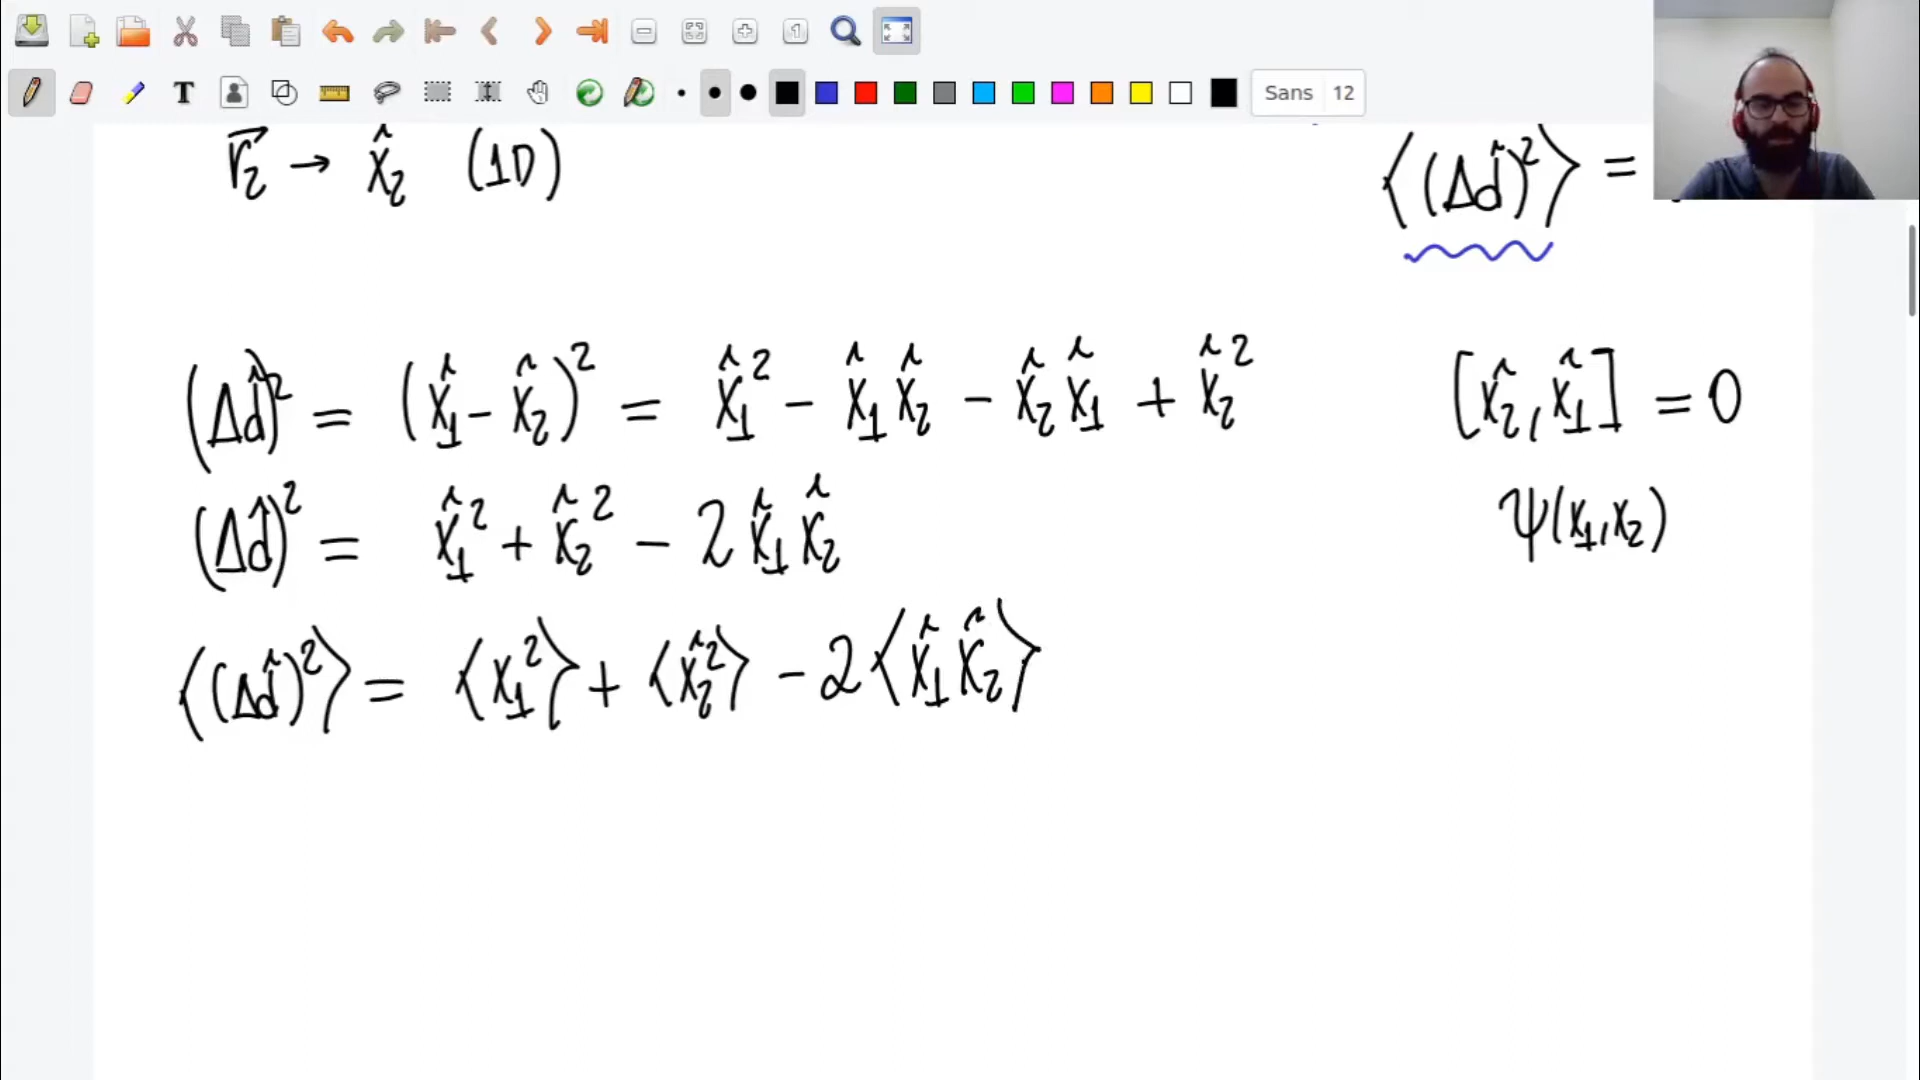 T
1
Sans 12
r⃗₂ → x̂₂ (1D)
⟨(Δd̂)²⟩ =
(Δd̂)² = (x̂₁ - x̂₂)² = x̂₁² - x̂₁x̂₂ - x̂₂x̂₁ + x̂₂²
[x̂₂, x̂₁] = 0
(Δd̂)² = x̂₁² + x̂₂² - 2x̂₁x̂₂
ψ(x₁,x₂)
⟨(Δd̂)²⟩ = ⟨x₁²⟩ + ⟨x̂₂²⟩ - 2⟨x̂₁x̂₂⟩